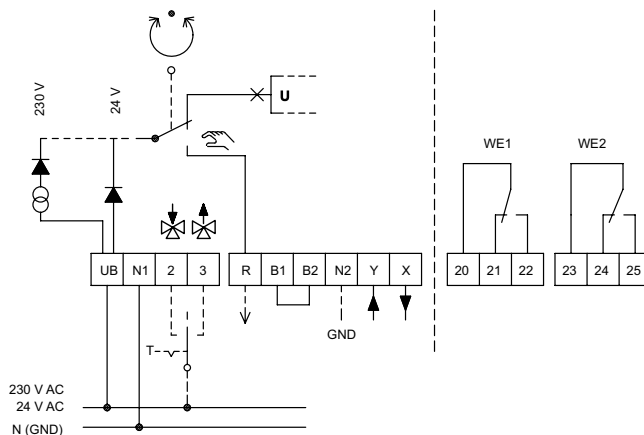 230 V
24 V
U
WE1
WE2
UB
N1
2
3
R
B1
B2
N2
Y
X
20
21
22
23
24
25
GND
T
230 V AC
24 V AC
N (GND)